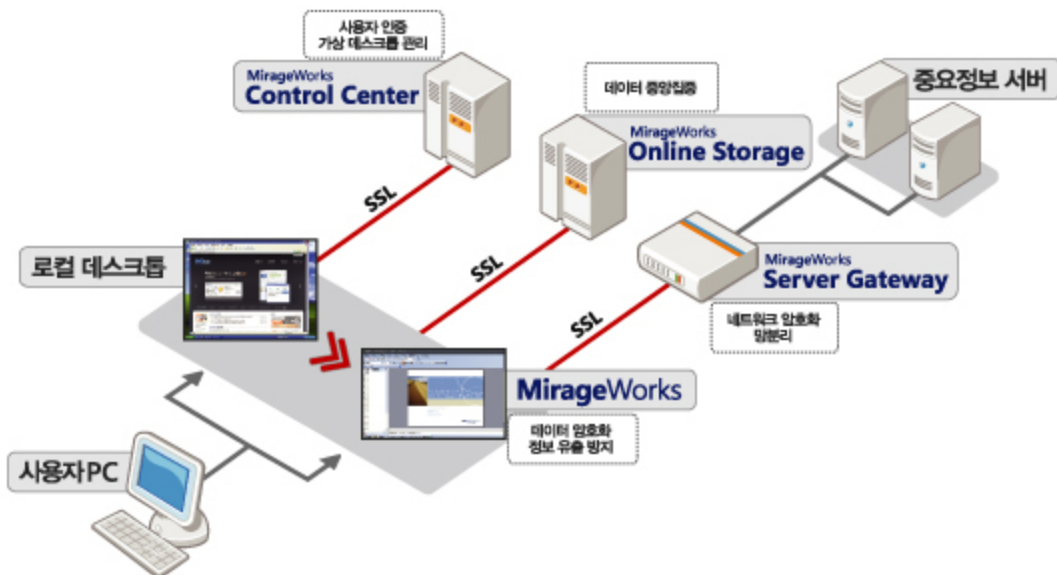 사용자 인증
가상 데스크톱 관리
MirageWorks
Control Center
데이터 중앙집중
MirageWorks
Online Storage
중요정보 서버
SSL
SSL
SSL
로컬 데스크톱
MirageWorks
Server Gateway
네트워크 암호화
망분리
MirageWorks
데이터 암호화
정보 유출 방지
사용자PC